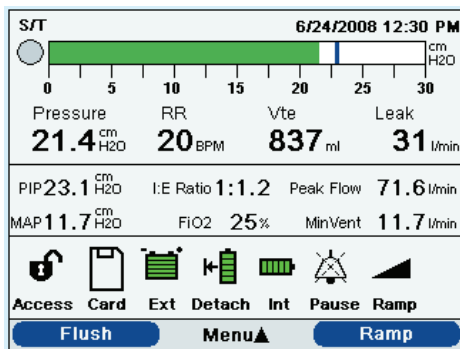 S/T 6/24/2008 12:30 PM
cm
H2O
0 5 10 15 20 25 30
Pressure RR Vte Leak
21.4 cm H2O 20 BPM 837 ml 31 l/min
PIP 23.1 cm H2O I:E Ratio 1:1.2 Peak Flow 71.6 l/min
MAP 11.7 cm H2O FiO2 25% MinVent 11.7 l/min
Access Card Ext Detach Int Pause Ramp
Flush Menu▲ Ramp